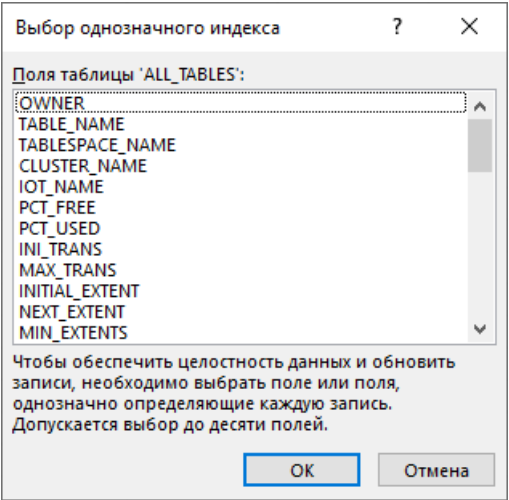 Выбор однозначного индекса
?
Поля таблицы 'ALL_TABLES':
OWNER
TABLE_NAME
TABLESPACE_NAME
CLUSTER_NAME
IOT_NAME
PCT_FREE
PCT_USED
INI_TRANS
MAX_TRANS
INITIAL_EXTENT
NEXT_EXTENT
MIN_EXTENTS
Чтобы обеспечить целостность данных и обновить
записи, необходимо выбрать поле или поля,
однозначно определяющие каждую запись.
Допускается выбор до десяти полей.
ОК
Отмена